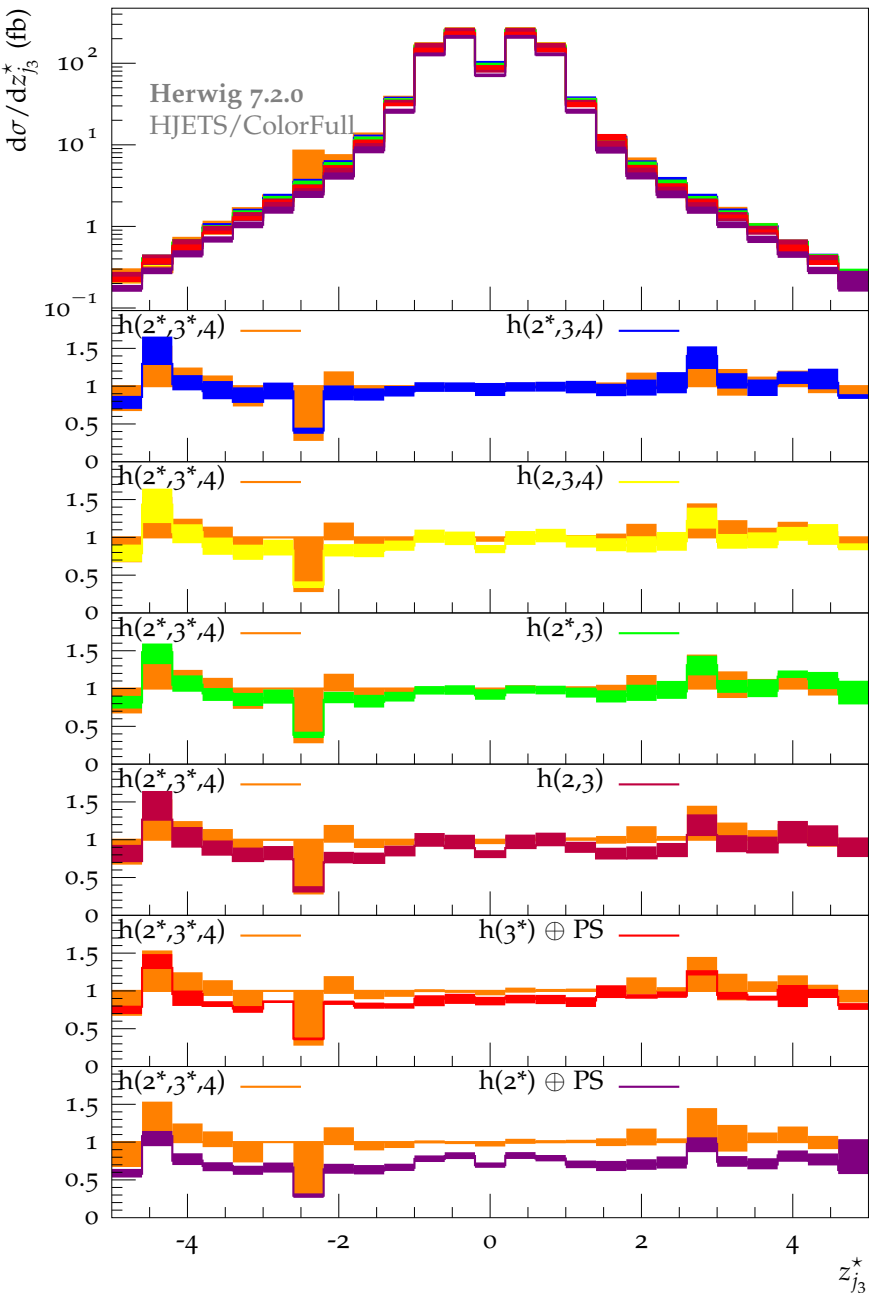 dσ/dz⋆j3 (fb)
10²
10¹
1
10⁻¹
Herwig 7.2.0
HJETS/ColorFull
h(2*,3*,4) h(2*,3,4)
1.5
1
0.5
0
h(2*,3*,4) h(2,3,4)
1.5
1
0.5
0
h(2*,3*,4) h(2*,3)
1.5
1
0.5
0
h(2*,3*,4) h(2,3)
1.5
1
0.5
0
h(2*,3*,4) h(3*) ⊕ PS
1.5
1
0.5
0
h(2*,3*,4) h(2*) ⊕ PS
1.5
1
0.5
0
-4 -2 0 2 4
z⋆j3